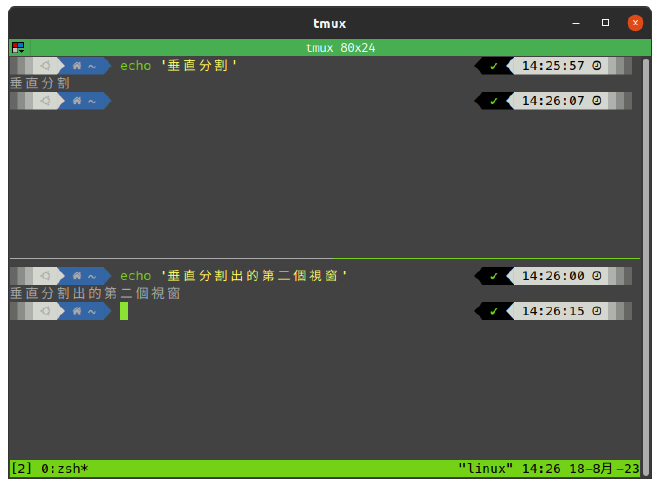 tmux
tmux 80x24
~ echo '垂直分割' ✓ 14:25:57
垂直分割
~ ✓ 14:26:07
~ echo '垂直分割出的第二個視窗' ✓ 14:26:00
垂直分割出的第二個視窗
~ ✓ 14:26:15
[2] 0:zsh* "linux" 14:26 18-8月-23